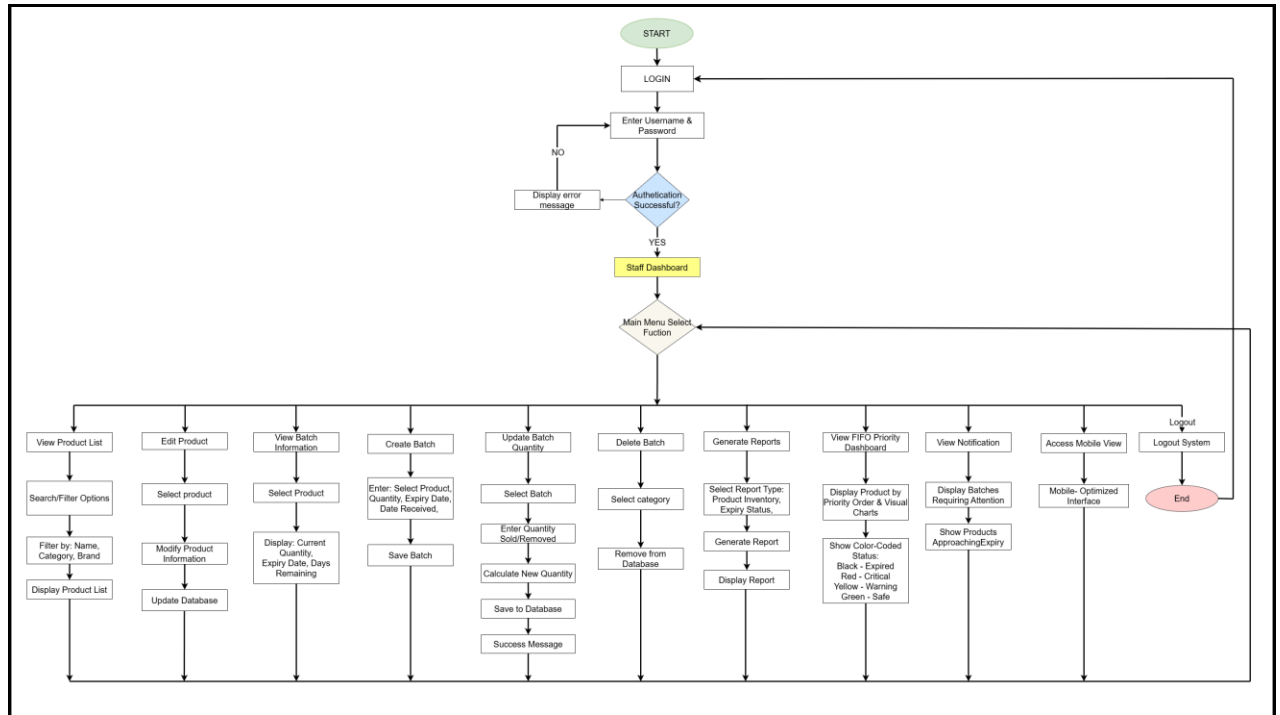 START
LOGIN
Enter Username &
Password
NO
Display error
message
Authetication
Successful?
YES
Staff Dashboard
Main Menu Select
Fuction
View Product List
Search/Filter Options
Filter by: Name,
Category, Brand
Display Product List
Edit Product
Select product
Modify Product
Information
Update Database
View Batch
Information
Select Product
Display: Current
Quantity,
Expiry Date, Days
Remaining
Create Batch
Enter: Select Product,
Quantity, Expiry Date,
Date Received,
Save Batch
Update Batch
Quantity
Select Batch
Enter Quantity
Sold/Removed
Calculate New Quantity
Save to Database
Success Message
Delete Batch
Select category
Remove from
Database
Generate Reports
Select Report Type:
Product Inventory,
Expiry Status,
Generate Report
Display Report
View FIFO Priority
Dashboard
Display Product by
Priority Order & Visual
Charts
Show Color-Coded
Status:
Black - Expired
Red - Critical
Yellow - Warning
Green - Safe
View Notification
Display Batches
Requiring Attention
Show Products
ApproachingExpiry
Access Mobile View
Mobile- Optimized
Interface
Logout
Logout System
End